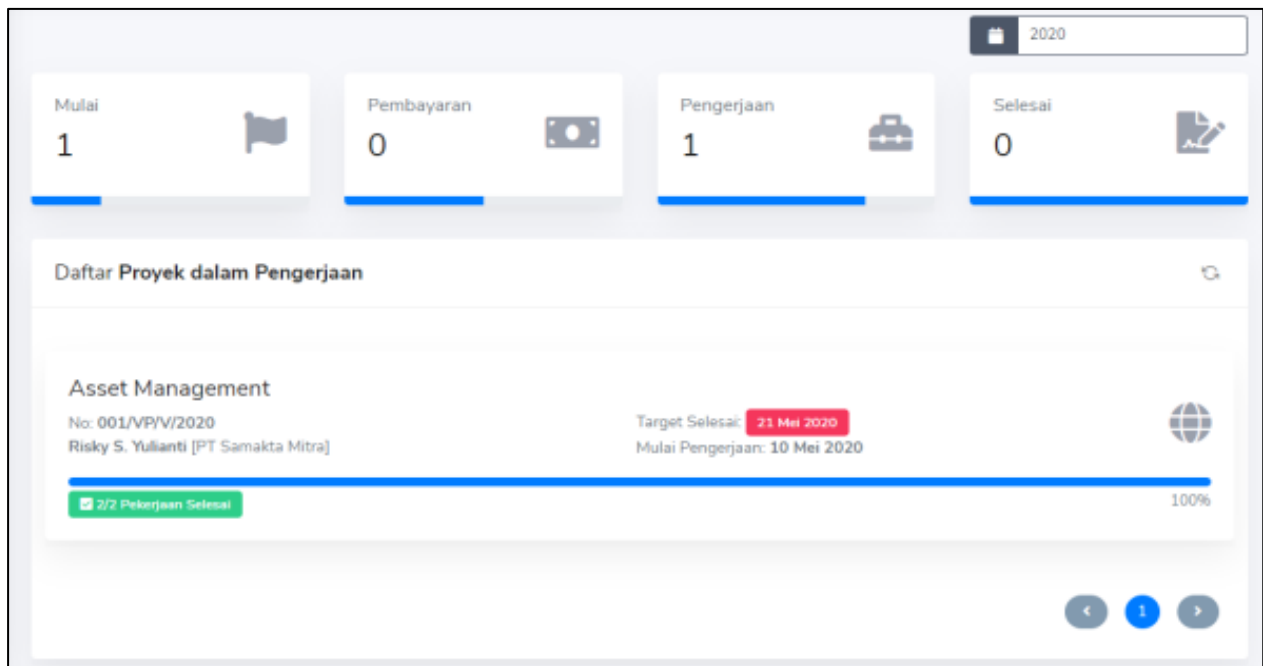 2020
Mulai
1
Pembayaran
0
Pengerjaan
1
Selesai
0
Daftar Proyek dalam Pengerjaan
Asset Management
No: 001/VP/V/2020
Risky S. Yulianti [PT Samakta Mitra]
Target Selesai: 21 Mei 2020
Mulai Pengerjaan: 10 Mei 2020
2/2 Pekerjaan Selesai
100%
1